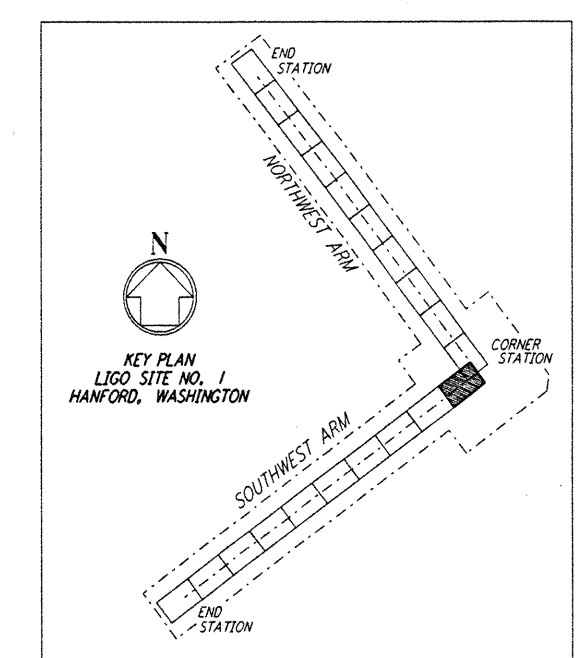 END
STATION
NORTHWEST ARM
N
KEY PLAN
LIGO SITE NO. 1
HANFORD, WASHINGTON
CORNER
STATION
SOUTHWEST ARM
END
STATION